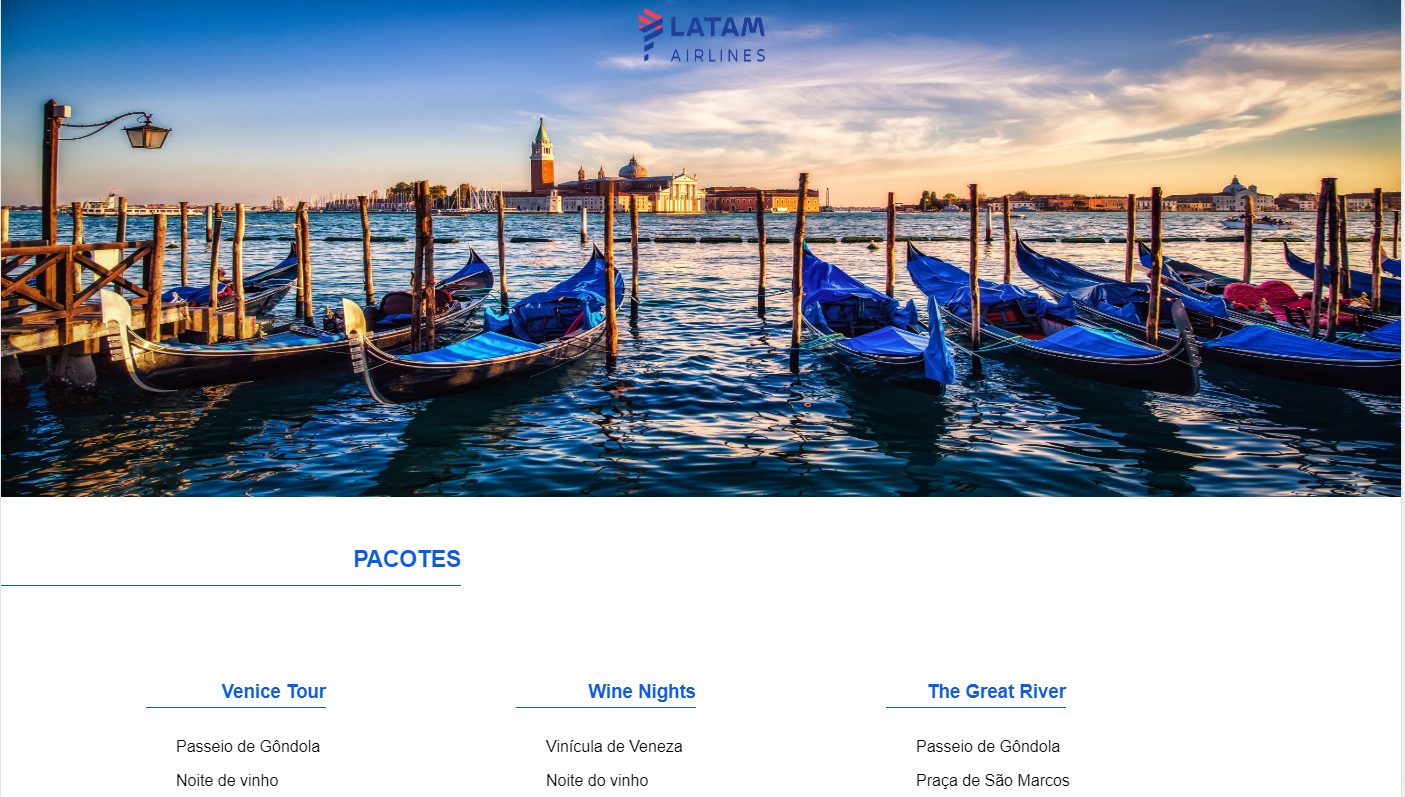 LATAM
AIRLINES
PACOTES
Venice Tour
Passeio de Gôndola
Noite de vinho
Wine Nights
Vinícula de Veneza
Noite do vinho
The Great River
Passeio de Gôndola
Praça de São Marcos